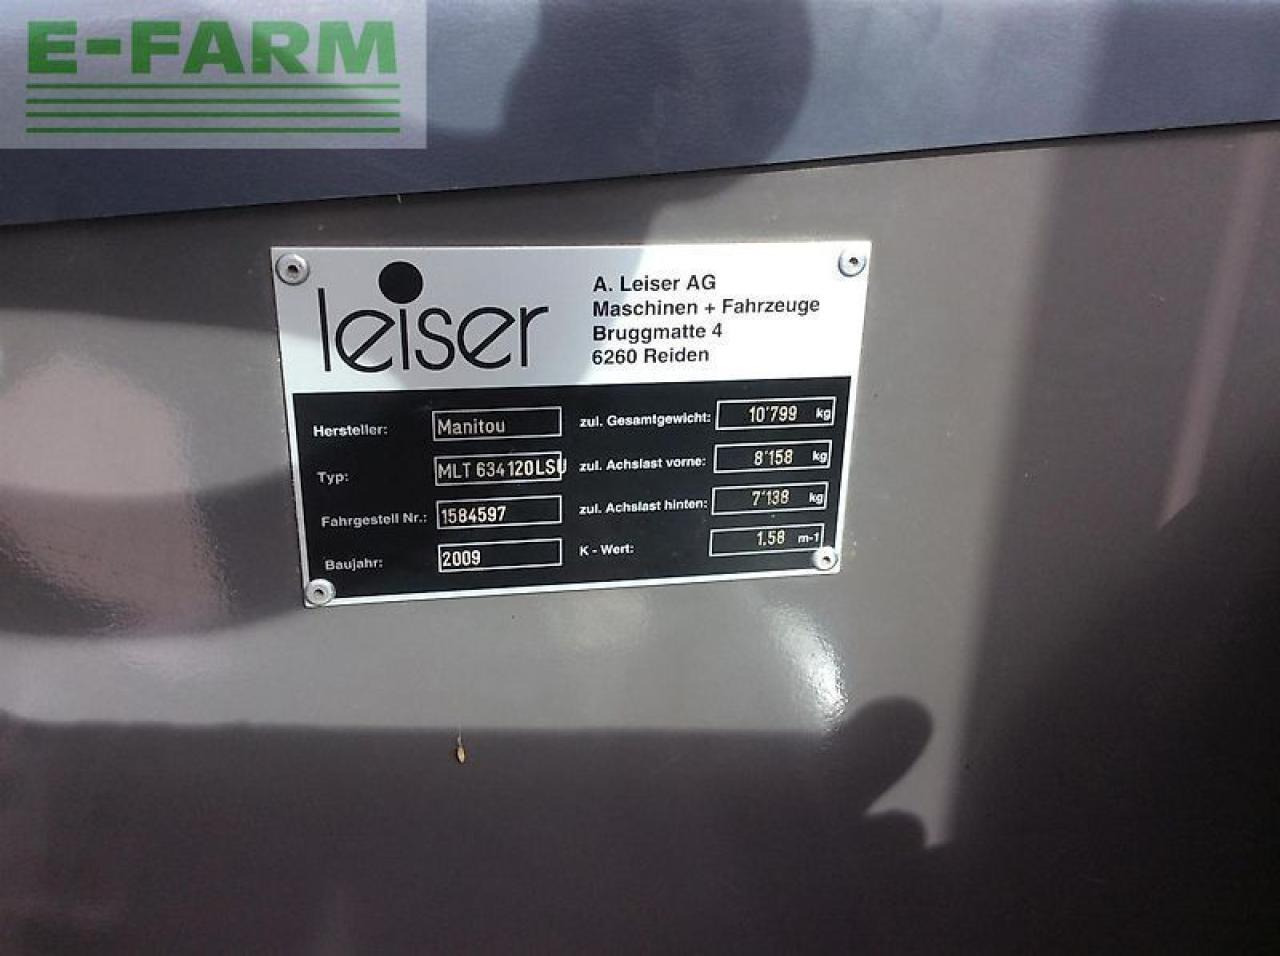 E-FARM
leiser
A. Leiser AG
Maschinen + Fahrzeuge
Bruggmatte 4
6260 Reiden
Hersteller: Manitou
Typ: MLT 634120LSU
Fahrgestell Nr.: 1584597
Baujahr: 2009
zul. Gesamtgewicht: 10'799 kg
zul. Achslast vorne: 8'158 kg
zul. Achslast hinten: 7'138 kg
K - Wert: 1.58 m-1